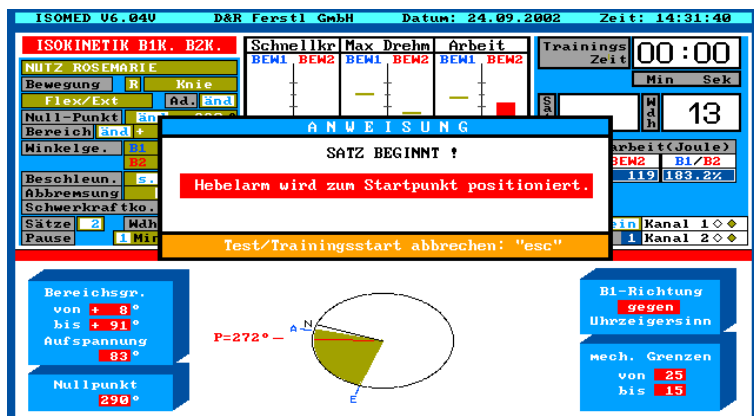 ISOMED V6.04V D&R Ferstl GmbH Datum: 24.09.2002 Zeit: 14:31:40
ISOKINETIK B1K. B2K.
NUTZ ROSEMARIE
Bewegung R Knie
Flex/Ext Ad. änd
Null-Punkt än
Bereich änd +
Winkelge. B1
B2
Beschleun. s.
Abbremsung
Schwerkraftko.
Sätze 2 Wdh
Pause 1 Min
Schnellkr Max Drehm Arbeit
BEW1 BEW2 BEW1 BEW2 BEW1 BEW2
Trainings Zeit 00:00
Min Sek
Wdh 13
arbeit(Joule)
BEW2 B1/B2
119 183.2%
ein Kanal 1
1 Kanal 2
ANWEISUNG
SATZ BEGINNT !
Hebelarm wird zum Startpunkt positioniert.
Test/Trainingsstart abbrechen: "esc"
Bereichsgr.
von + 8°
bis + 91°
Aufspannung
83°
Nullpunkt
290°
P=272°
N
A
E
B1-Richtung
gegen
Uhrzeigersinn
mech. Grenzen
von 25
bis 15